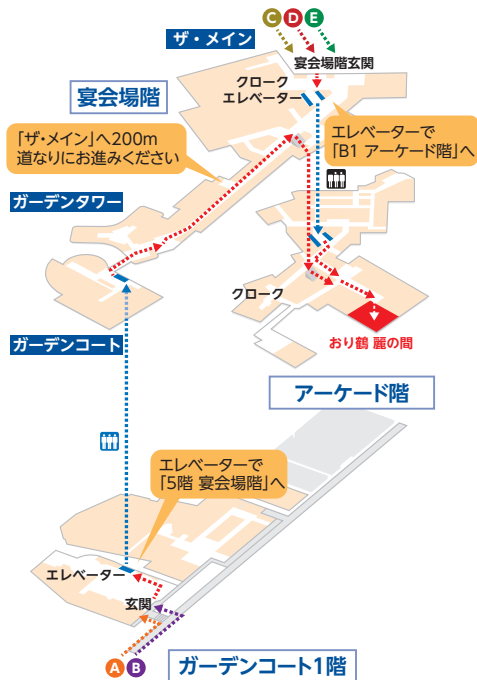 C D E
ザ・メイン
宴会場階玄関
クローク
エレベーター
宴会場階
エレベーターで
「B1 アーケード階」へ
「ザ・メイン」へ200m
道なりにお進みください
ガーデンタワー
クローク
おり鶴 麗の間
ガーデンコート
アーケード階
エレベーターで
「5階 宴会場階」へ
エレベーター
玄関
A B
ガーデンコート1階